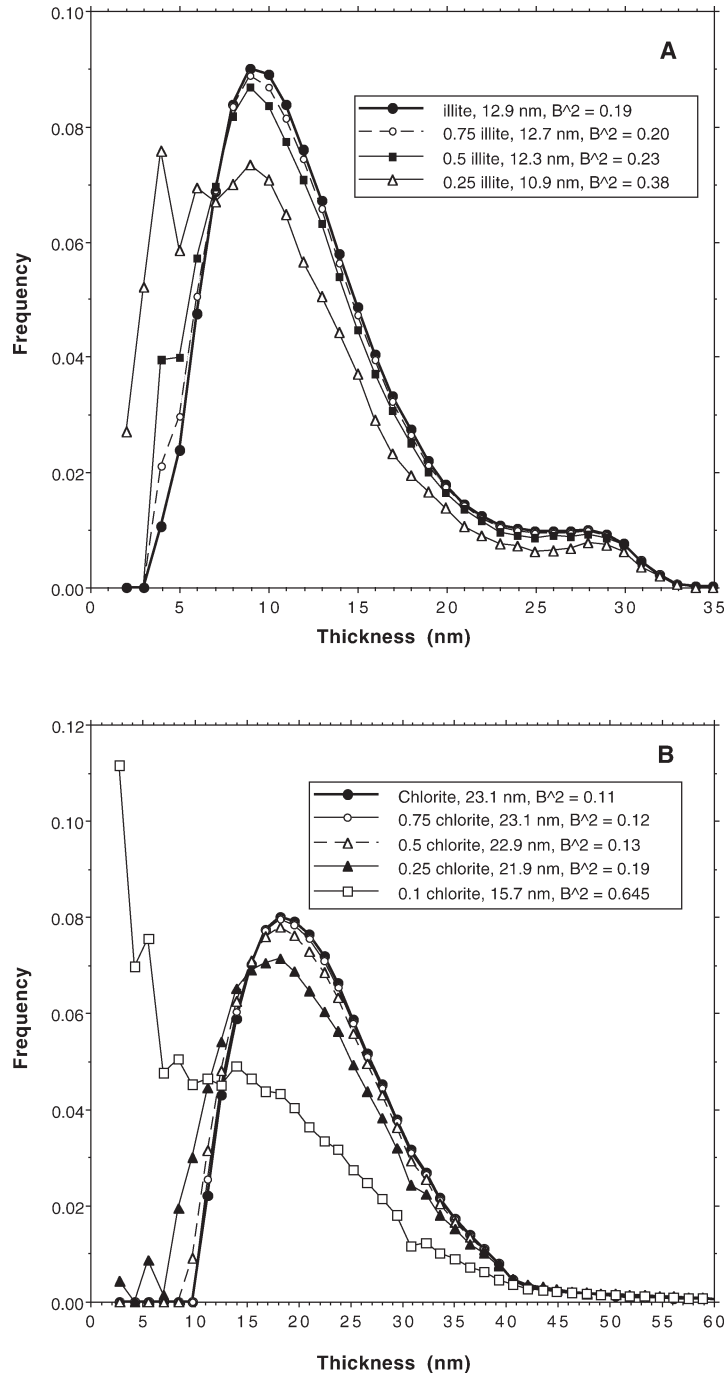 0.10
A
illite, 12.9 nm, B^2 = 0.19
0.75 illite, 12.7 nm, B^2 = 0.20
0.5 illite, 12.3 nm, B^2 = 0.23
0.25 illite, 10.9 nm, B^2 = 0.38
0.08
0.06
0.04
0.02
0.00
Frequency
0 5 10 15 20 25 30 35
Thickness (nm)
0.12
B
Chlorite, 23.1 nm, B^2 = 0.11
0.75 chlorite, 23.1 nm, B^2 = 0.12
0.5 chlorite, 22.9 nm, B^2 = 0.13
0.25 chlorite, 21.9 nm, B^2 = 0.19
0.1 chlorite, 15.7 nm, B^2 = 0.645
0.10
0.08
0.06
0.04
0.02
0.00
Frequency
0 5 10 15 20 25 30 35 40 45 50 55 60
Thickness (nm)